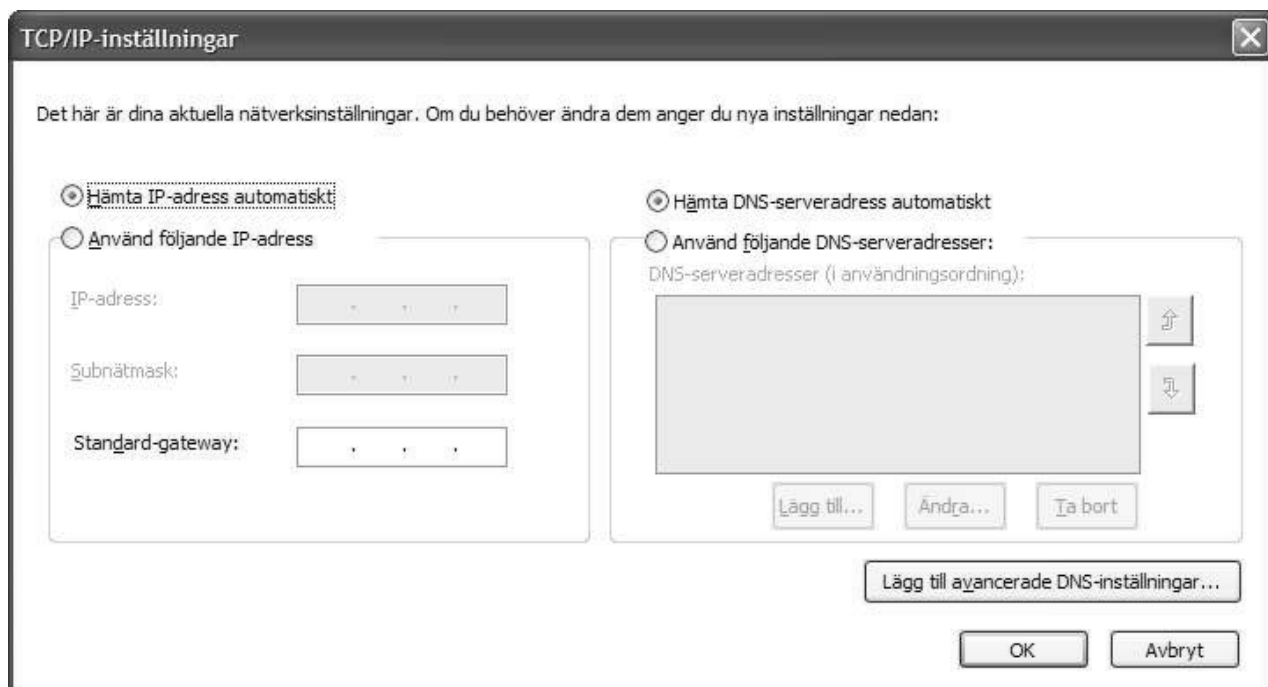 TCP/IP-inställningar
Det här är dina aktuella nätverksinställningar. Om du behöver ändra dem anger du nya inställningar nedan:
Hämta IP-adress automatiskt
Använd följande IP-adress
IP-adress:
Subnätmask:
Standard-gateway:
Hämta DNS-serveradress automatiskt
Använd följande DNS-serveradresser:
DNS-serveradresser (i användningsordning):
Lägg till... Ändra... Ta bort
Lägg till avancerade DNS-inställningar...
OK Avbryt